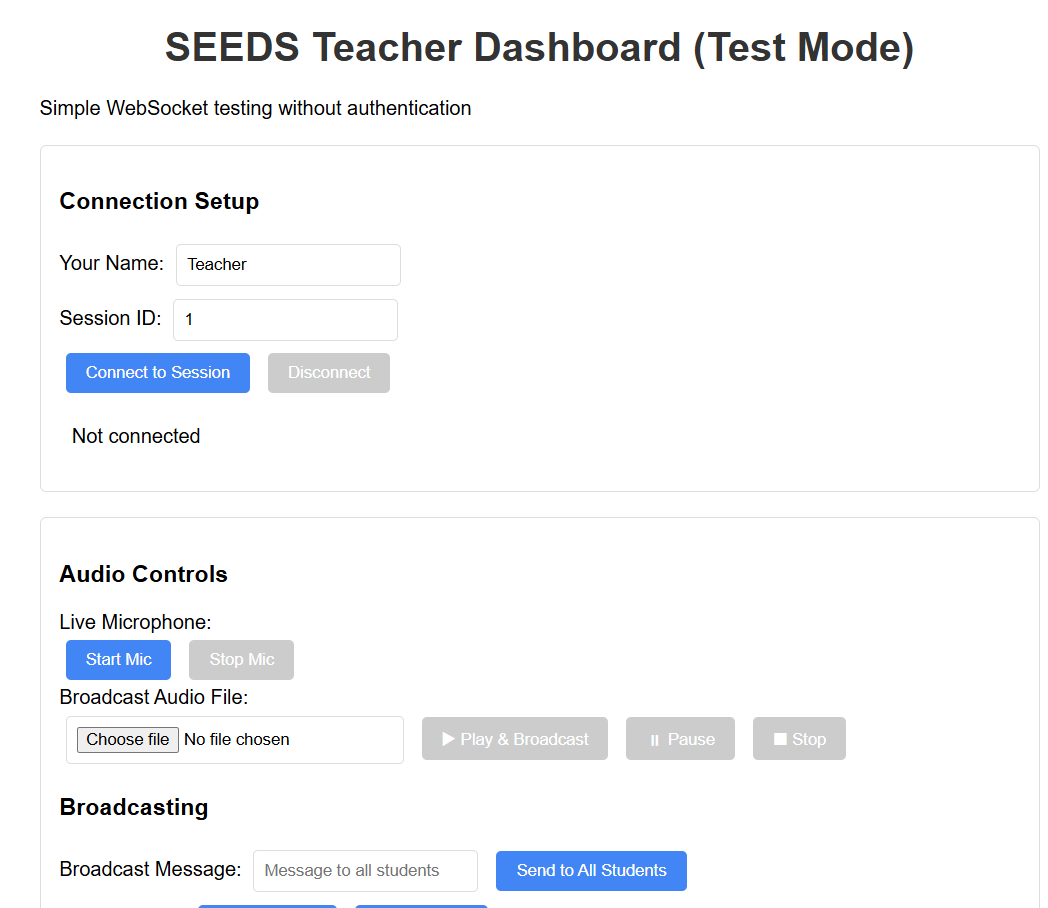 SEEDS Teacher Dashboard (Test Mode)
Simple WebSocket testing without authentication
Connection Setup
Your Name: Teacher
Session ID: 1
Connect to Session Disconnect
Not connected
Audio Controls
Live Microphone:
Start Mic Stop Mic
Broadcast Audio File:
Choose file No file chosen ▶ Play & Broadcast ⏸ Pause ⏹ Stop
Broadcasting
Broadcast Message: Message to all students Send to All Students